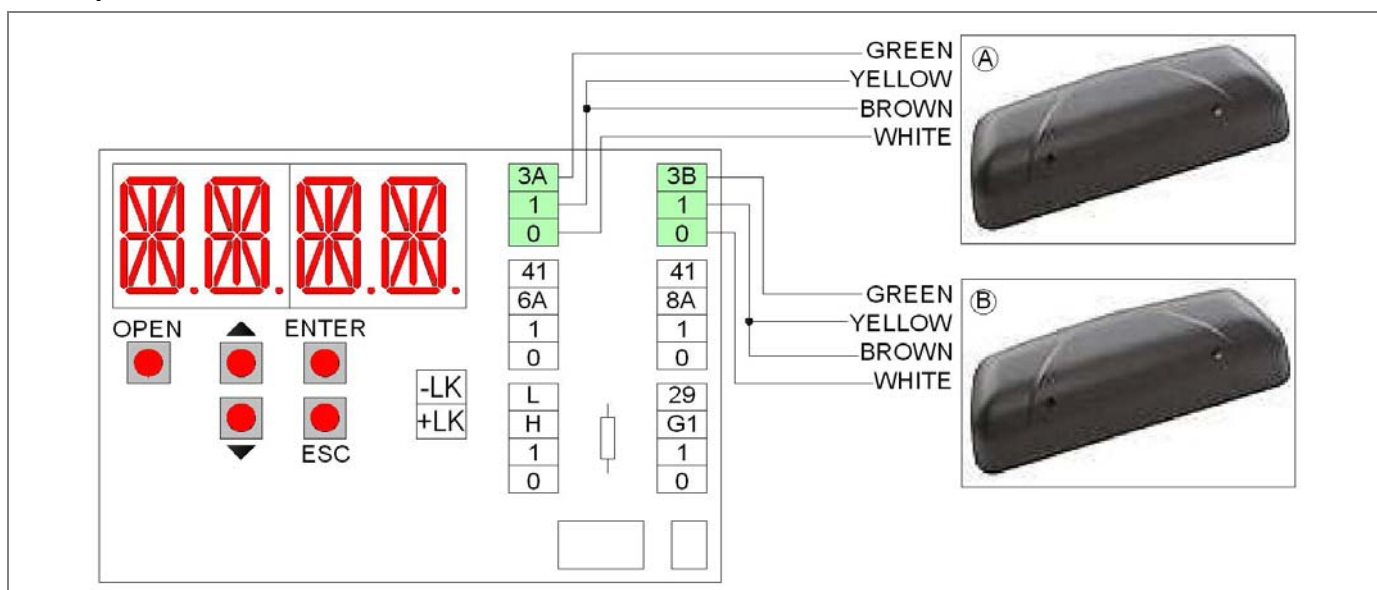 GREEN
YELLOW
BROWN
WHITE
A
3A
1
0
3B
1
0
41
6A
1
0
41
8A
1
0
GREEN
YELLOW
BROWN
WHITE
B
OPEN
ENTER
ESC
-LK
+LK
L
H
1
0
29
G1
1
0